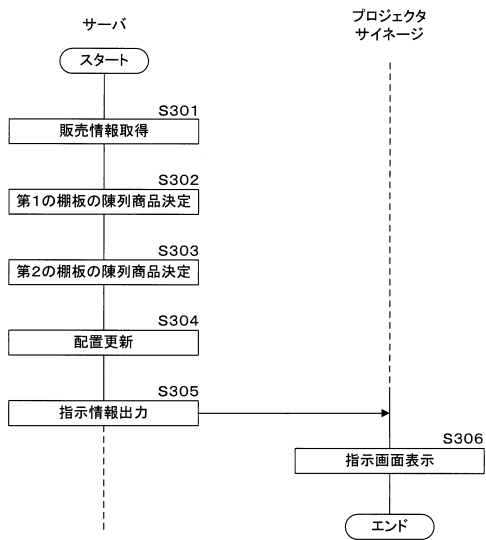 サーバ
プロジェクタ
サイネージ
スタート
S301
販売情報取得
S302
第1の棚板の陳列商品決定
S303
第2の棚板の陳列商品決定
S304
配置更新
S305
指示情報出力
S306
指示画面表示
エンド